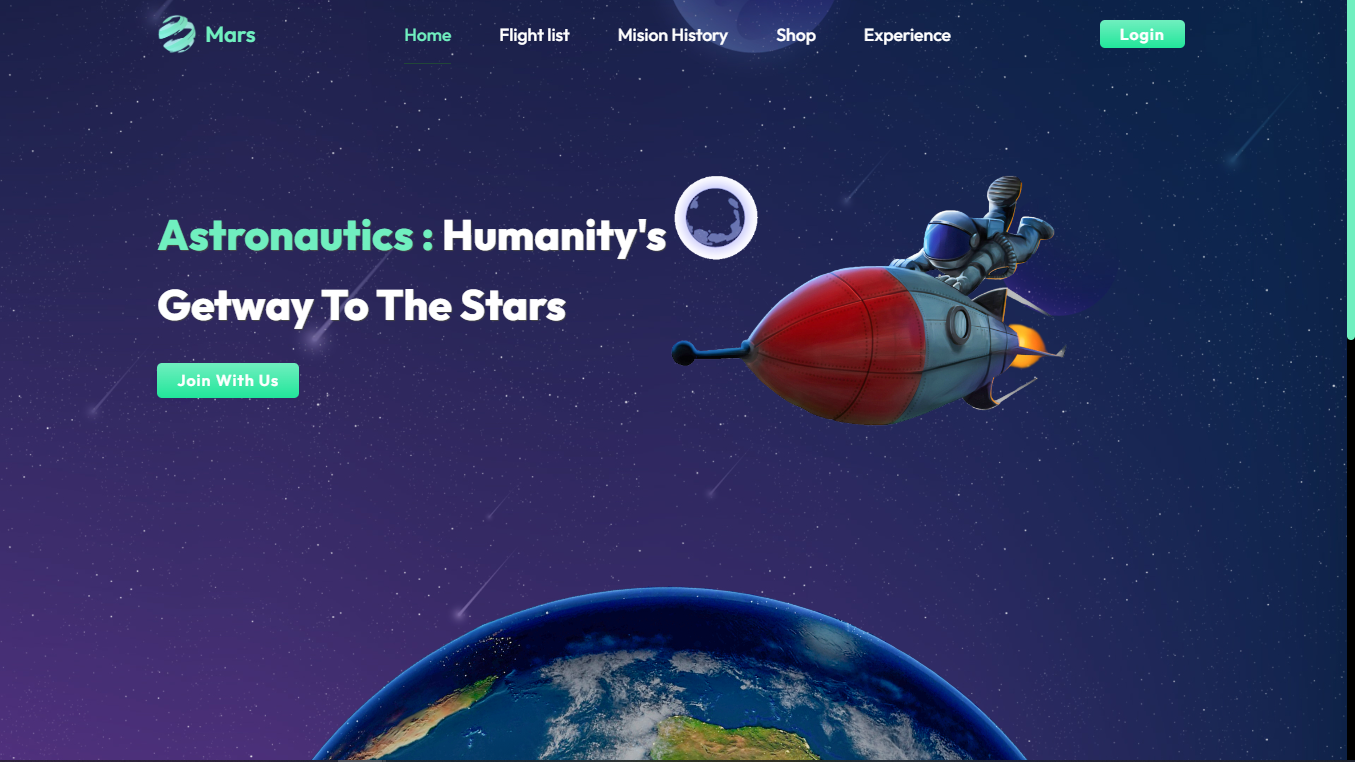 Mars
Home
Flight list
Mision History
Shop
Experience
Login
Astronautics : Humanity's
Getway To The Stars
Join With Us